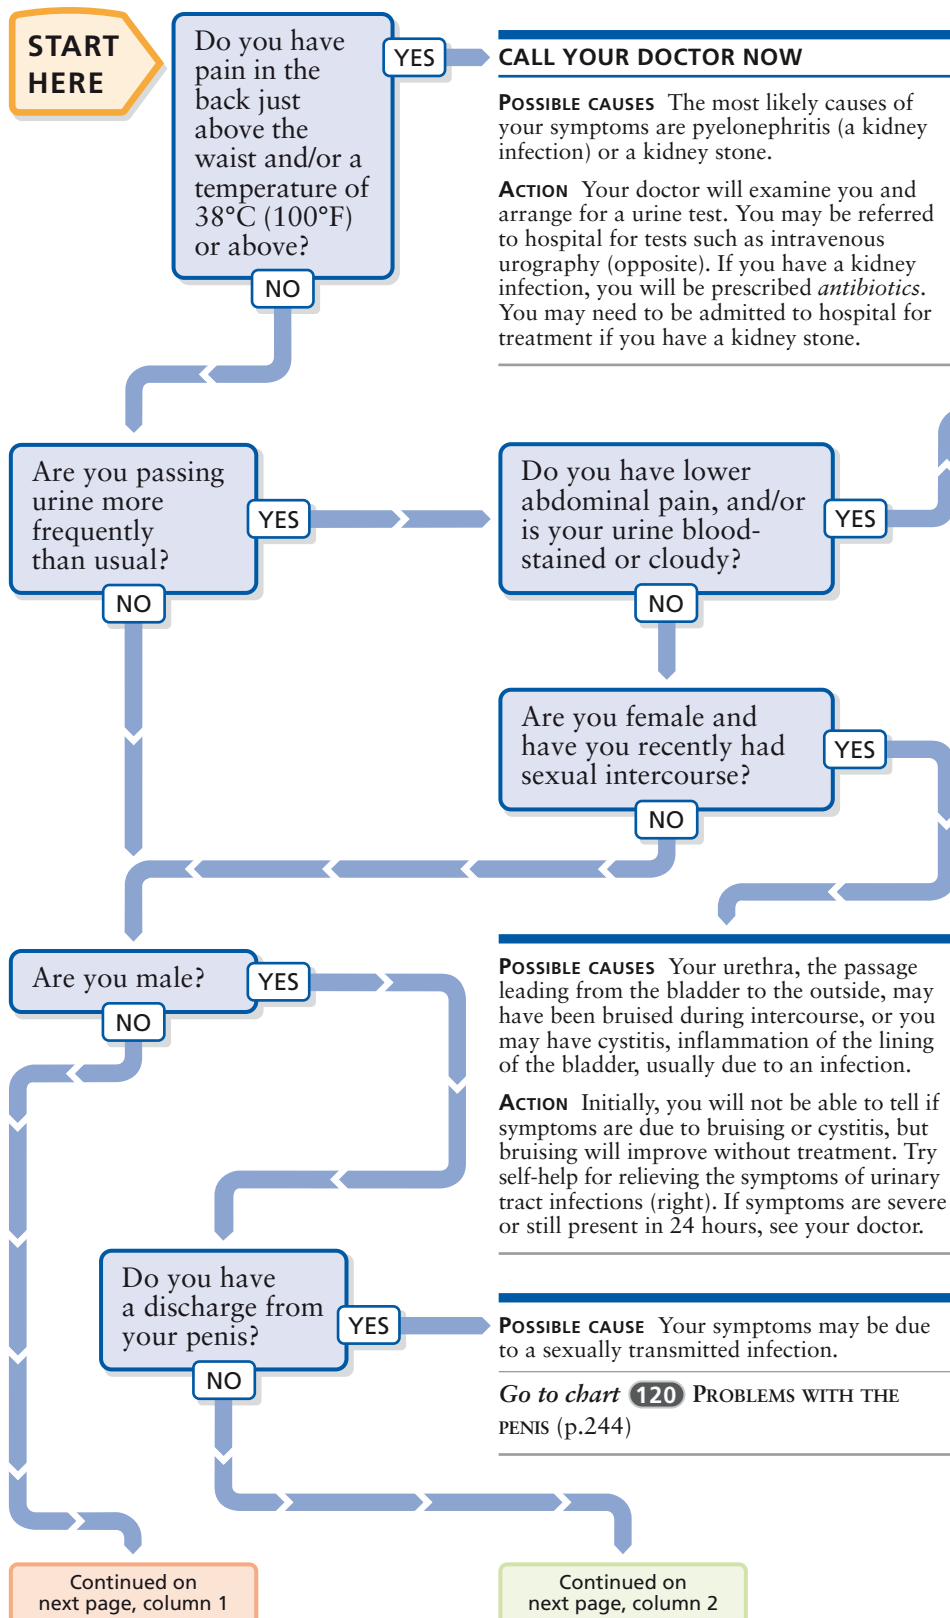 START
HERE
Do you have
pain in the
back just
above the
waist and/or a
temperature of
38°C (100°F)
or above?
YES
NO
CALL YOUR DOCTOR NOW
POSSIBLE CAUSES The most likely causes of
your symptoms are pyelonephritis (a kidney
infection) or a kidney stone.
ACTION Your doctor will examine you and
arrange for a urine test. You may be referred
to hospital for tests such as intravenous
urography (opposite). If you have a kidney
infection, you will be prescribed antibiotics.
You may need to be admitted to hospital for
treatment if you have a kidney stone.
Are you passing
urine more
frequently
than usual?
YES
NO
Do you have lower
abdominal pain, and/or
is your urine blood-
stained or cloudy?
YES
NO
Are you female and
have you recently had
sexual intercourse?
YES
NO
Are you male?
YES
NO
POSSIBLE CAUSES Your urethra, the passage
leading from the bladder to the outside, may
have been bruised during intercourse, or you
may have cystitis, inflammation of the lining
of the bladder, usually due to an infection.
ACTION Initially, you will not be able to tell if
symptoms are due to bruising or cystitis, but
bruising will improve without treatment. Try
self-help for relieving the symptoms of urinary
tract infections (right). If symptoms are severe
or still present in 24 hours, see your doctor.
Do you have
a discharge from
your penis?
YES
NO
POSSIBLE CAUSE Your symptoms may be due
to a sexually transmitted infection.
Go to chart 120 PROBLEMS WITH THE
PENIS (p.244)
Continued on
next page, column 1
Continued on
next page, column 2